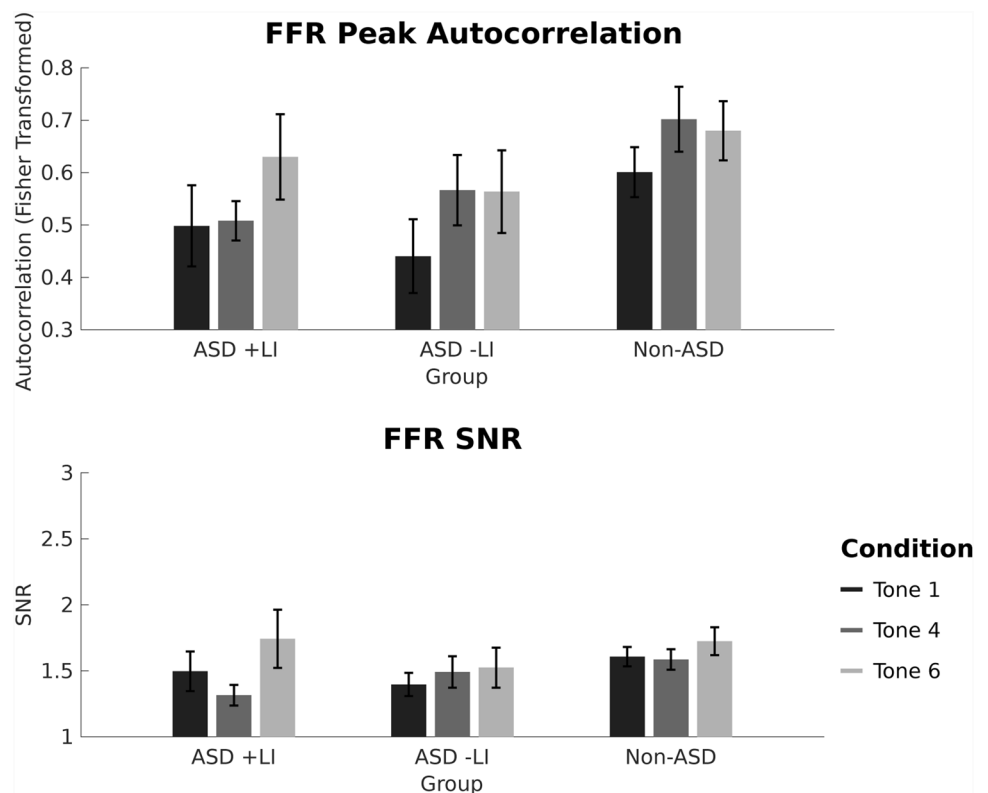 FFR Peak Autocorrelation
Autocorrelation (Fisher Transformed)
0.8
0.7
0.6
0.5
0.4
0.3
ASD +LI
ASD -LI
Non-ASD
Group
FFR SNR
SNR
3
2.5
2
1.5
1
ASD +LI
ASD -LI
Non-ASD
Group
Condition
Tone 1
Tone 4
Tone 6